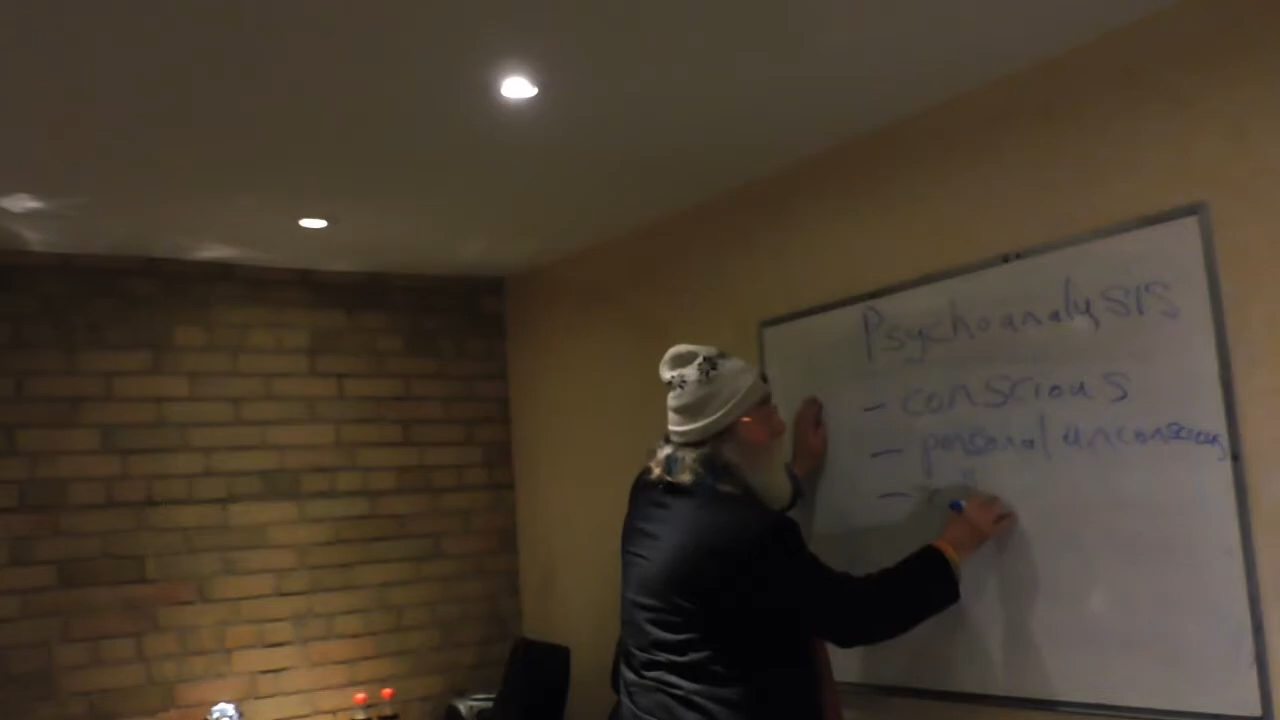 Psychoanalysis
- conscious
- personal unconscious
-